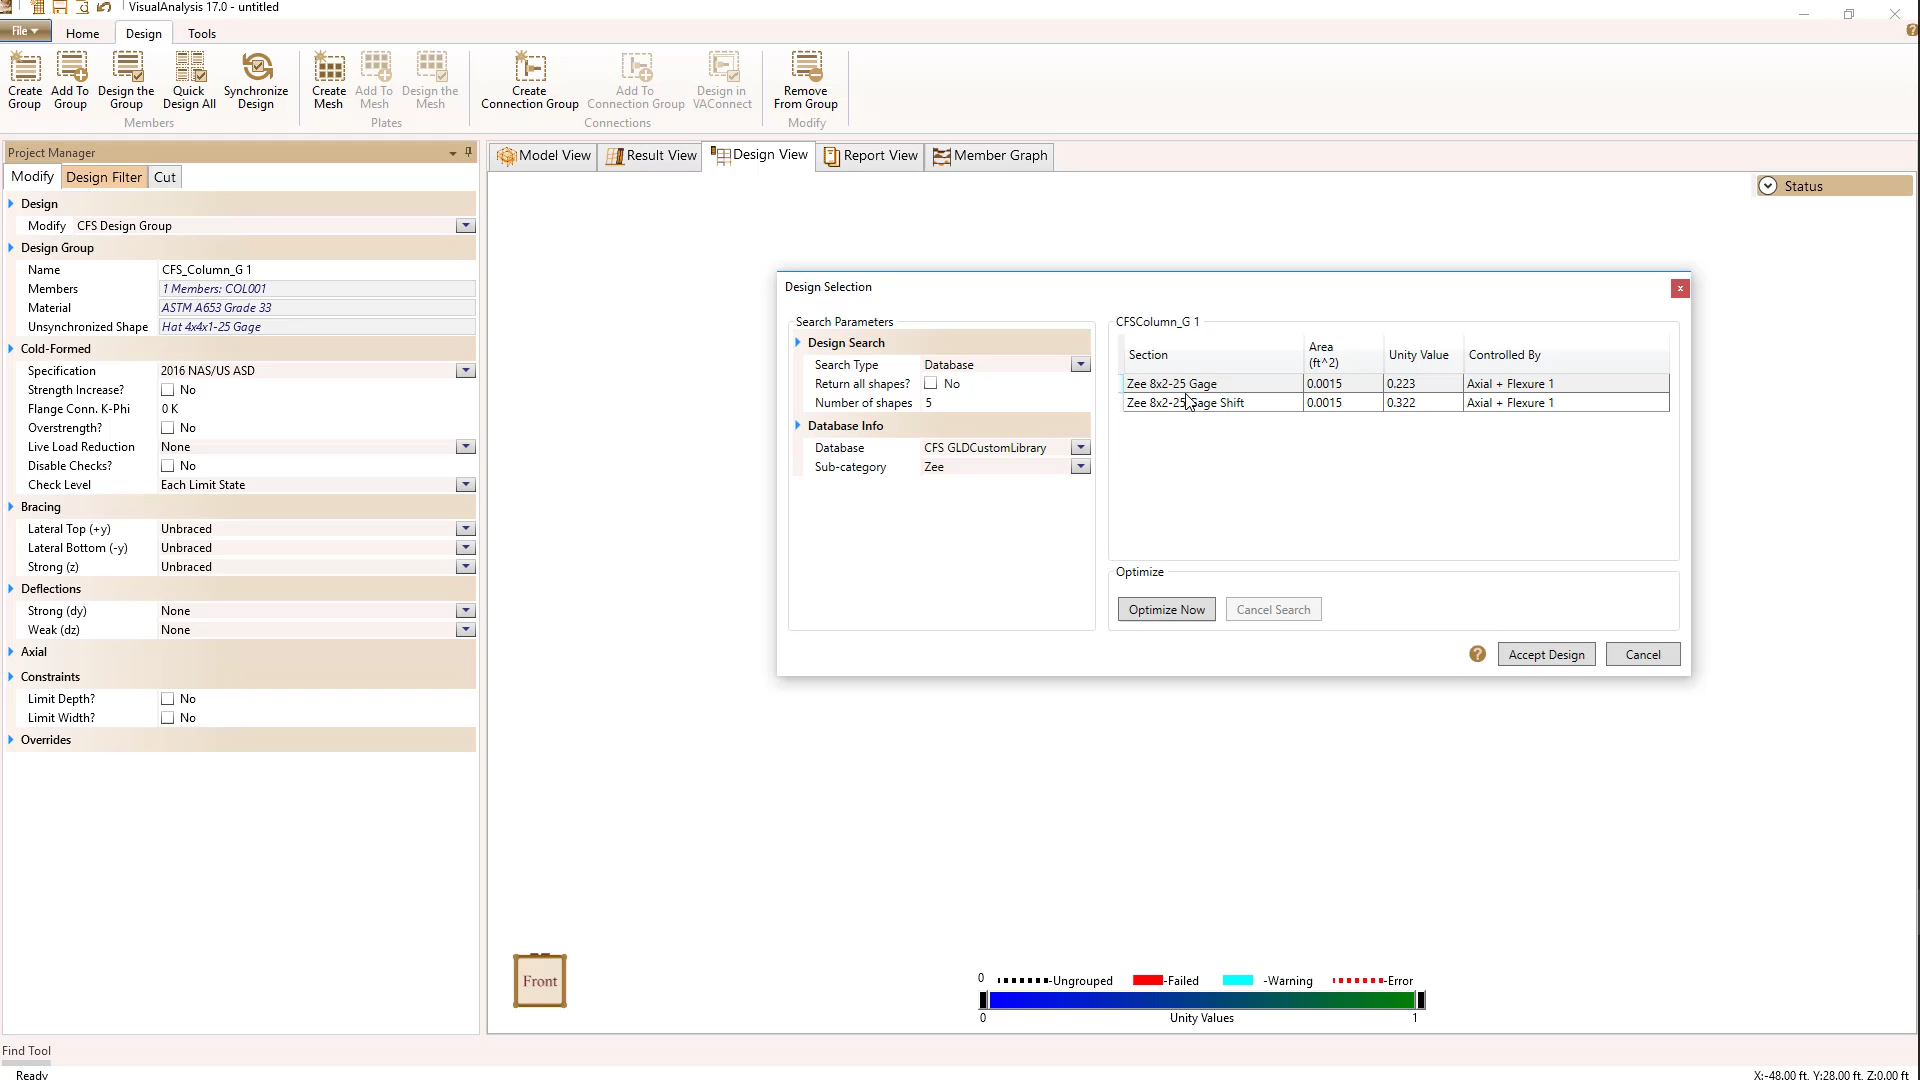 VisualAnalysis 17.0 - untitled
File Home Design Tools
Create Group
Add To Group
Design the Group
Quick Design All
Synchronize Design
Members
Create Mesh
Add To Mesh
Design the Mesh
Plates
Create Connection Group
Add To Connection Group
Design in VAConnect
Connections
Remove From Group
Modify
Project Manager
Modify Design Filter Cut
Design
Modify CFS Design Group
Design Group
Name CFS_Column_G 1
Members 1 Members: COL001
Material ASTM A653 Grade 33
Unsynchronized Shape Hat 4x4x1-25 Gage
Cold-Formed
Specification 2016 NAS/US ASD
Strength Increase? No
Flange Conn. K-Phi 0 K
Overstrength? No
Live Load Reduction None
Disable Checks? No
Check Level Each Limit State
Bracing
Lateral Top (+y) Unbraced
Lateral Bottom (-y) Unbraced
Strong (z) Unbraced
Deflections
Strong (dy) None
Weak (dz) None
Axial
Constraints
Limit Depth? No
Limit Width? No
Overrides
Model View Result View Design View Report View Member Graph
Status
Design Selection x
Search Parameters
Design Search
Search Type Database
Return all shapes? No
Number of shapes 5
Database Info
Database CFS GLDCustomLibrary
Sub-category Zee
CFSColumn_G 1
Section Area (ft^2) Unity Value Controlled By
Zee 8x2-25 Gage 0.0015 0.223 Axial + Flexure 1
Zee 8x2-25 Gage Shift 0.0015 0.322 Axial + Flexure 1
Optimize
Optimize Now Cancel Search
? Accept Design Cancel
Front
0 -Ungrouped -Failed -Warning -Error
0 Unity Values 1
Find Tool
Ready X:-48.00 ft, Y:28.00 ft, Z:0.00 ft